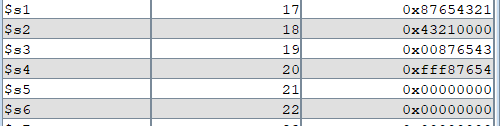 $s1 17 0x87654321
$s2 18 0x43210000
$s3 19 0x00876543
$s4 20 0xfff87654
$s5 21 0x00000000
$s6 22 0x00000000